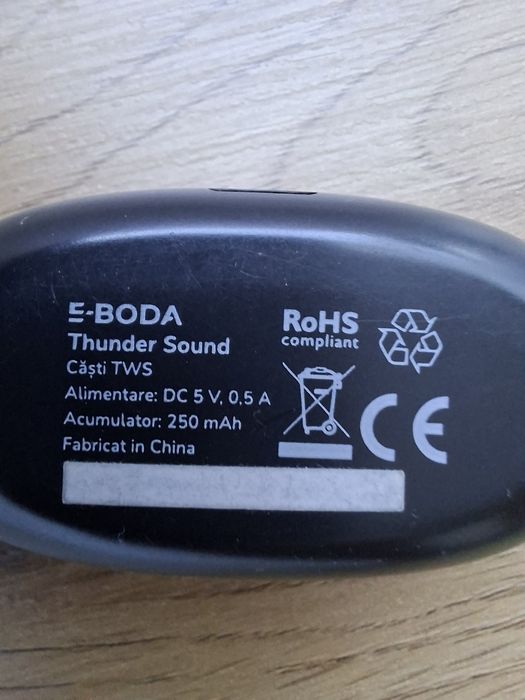 E-BODA
Thunder Sound
Căști TWS
Alimentare: DC 5 V, 0,5 A
Acumulator: 250 mAh
Fabricat in China
RoHS
compliant
CE